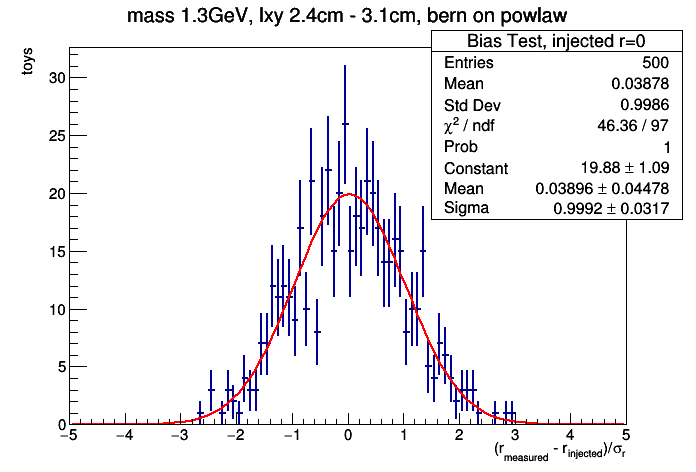 mass 1.3GeV, lxy 2.4cm - 3.1cm, bern on powlaw
Bias Test, injected r=0
Entries 500
Mean 0.03878
Std Dev 0.9986
χ² / ndf 46.36 / 97
Prob 1
Constant 19.88 ± 1.09
Mean 0.03896 ± 0.04478
Sigma 0.9992 ± 0.0317
toys
30
25
20
15
10
5
0
−5 −4 −3 −2 −1 0 1 2 3 4 5
(r_measured - r_injected)/σ_r